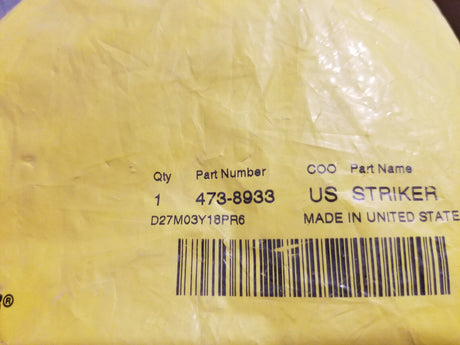 Qty Part Number COO Part Name
1 473-8933 US STRIKER
D27M03Y18PR6 MADE IN UNITED STATE
®